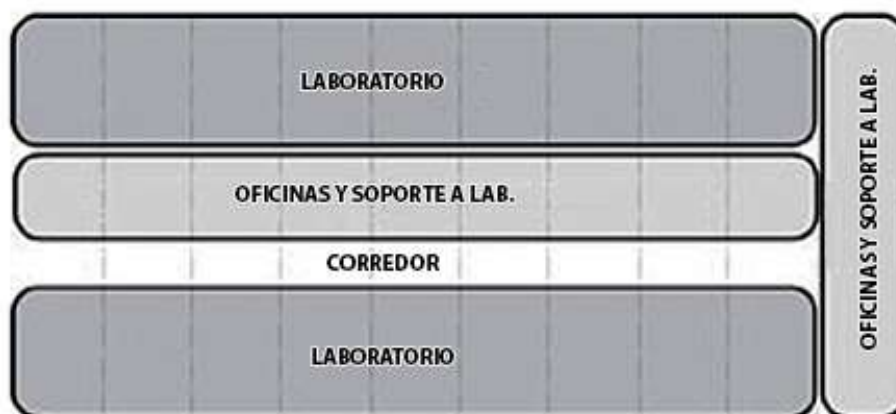 LABORATORIO
OFICINAS Y SOPORTE A LAB.
CORREDOR
LABORATORIO
OFICINAS Y SOPORTE A LAB.